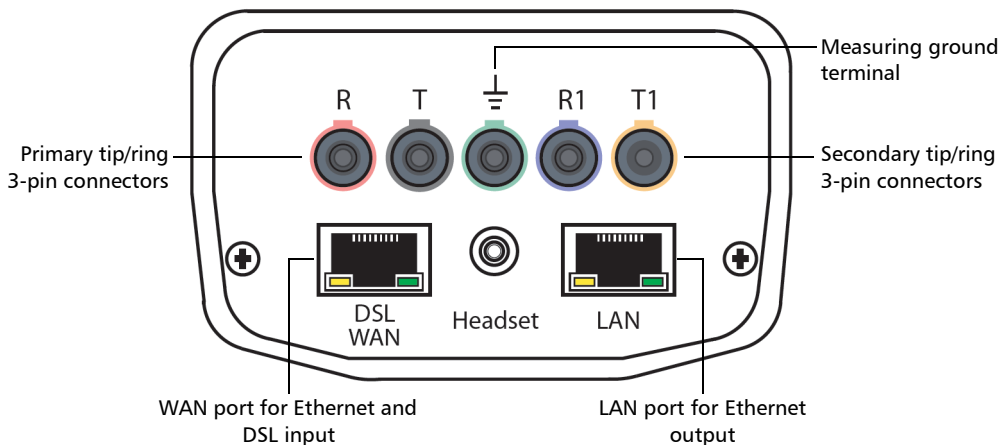 Measuring ground
terminal
R T R1 T1
Primary tip/ring
3-pin connectors
Secondary tip/ring
3-pin connectors
DSL
WAN
Headset
LAN
WAN port for Ethernet and
DSL input
LAN port for Ethernet
output